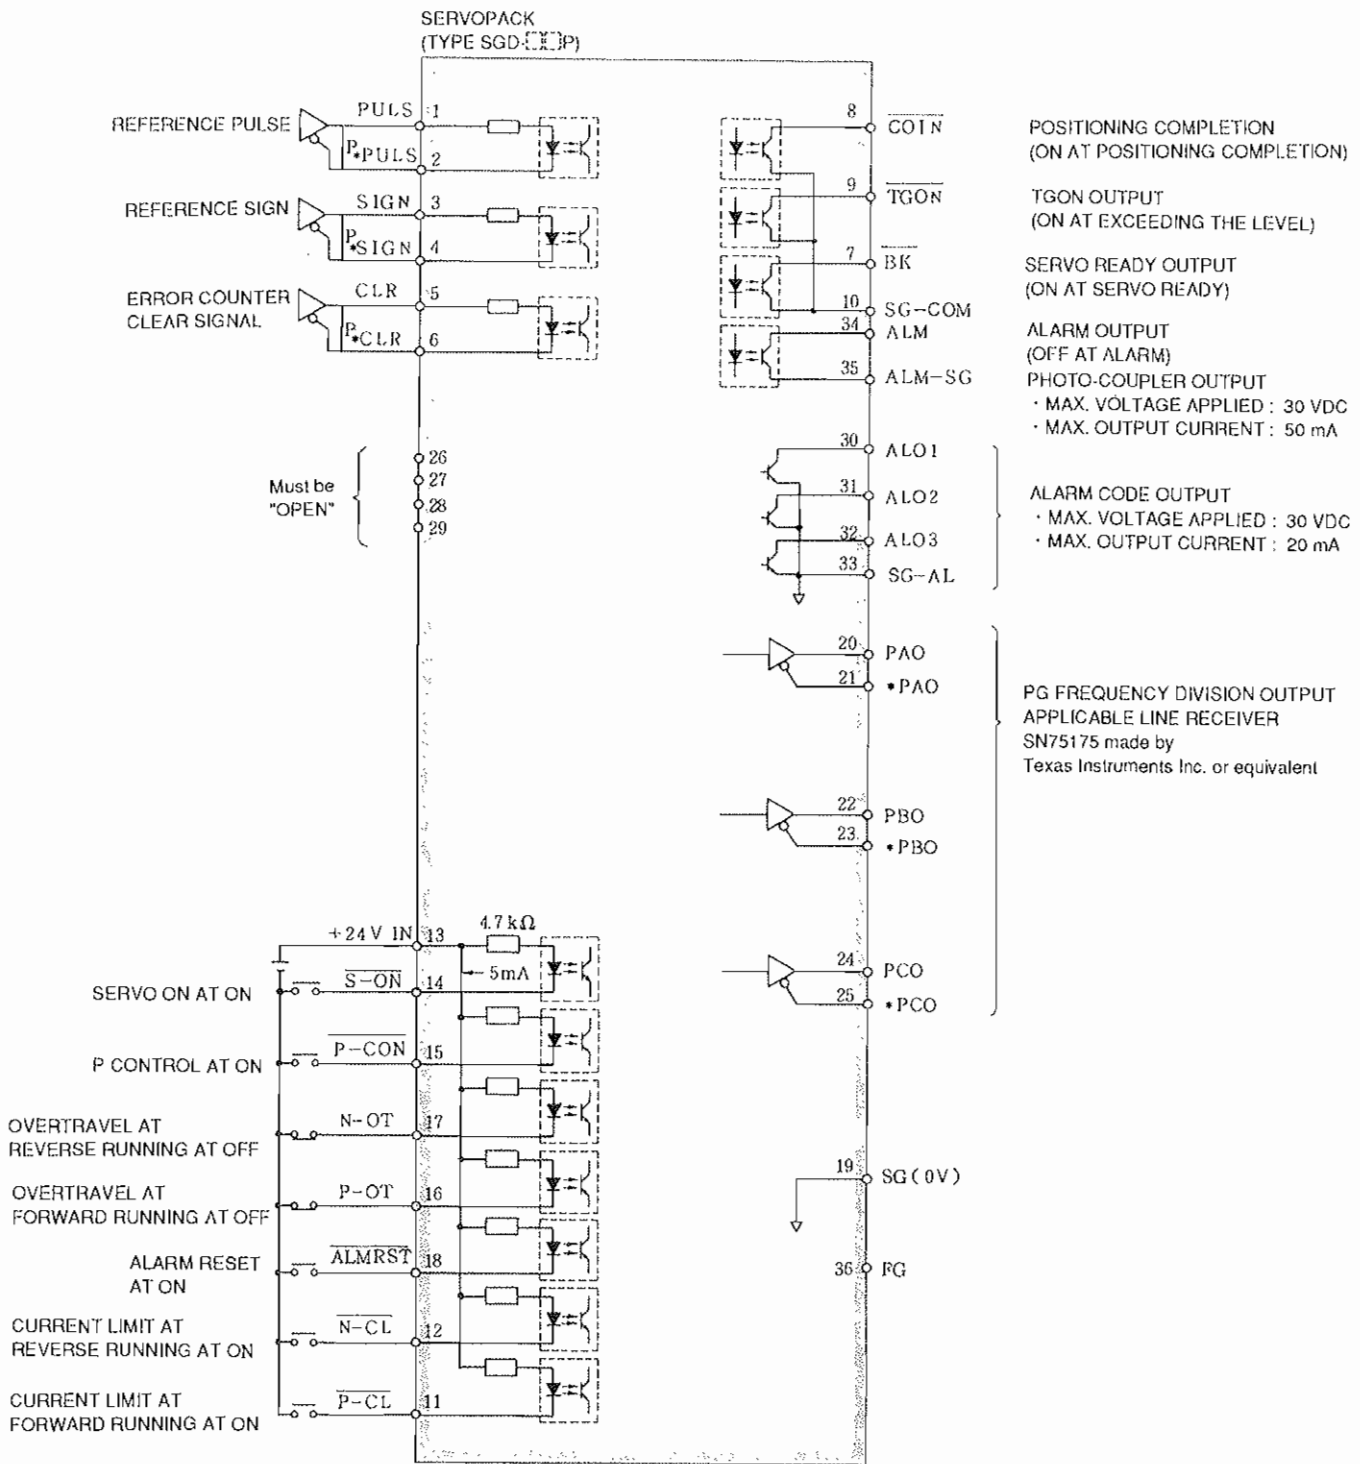 SERVOPACK
(TYPE SGD-□□P)
REFERENCE PULSE
PULS 1
P
*PULS 2
REFERENCE SIGN
SIGN 3
P
*SIGN 4
ERROR COUNTER
CLEAR SIGNAL
CLR 5
P
*CLR 6
Must be
"OPEN"
26
27
28
29
+24V IN 13
4.7kΩ
5mA
SERVO ON AT ON
S-ON 14
P CONTROL AT ON
P-CON 15
OVERTRAVEL AT
REVERSE RUNNING AT OFF
N-OT 17
OVERTRAVEL AT
FORWARD RUNNING AT OFF
P-OT 16
ALARM RESET
AT ON
ALMRST 18
CURRENT LIMIT AT
REVERSE RUNNING AT ON
N-CL 12
CURRENT LIMIT AT
FORWARD RUNNING AT ON
P-CL 11
8 COIN
POSITIONING COMPLETION
(ON AT POSITIONING COMPLETION)
9 TGON
TGON OUTPUT
(ON AT EXCEEDING THE LEVEL)
7 BK
SERVO READY OUTPUT
(ON AT SERVO READY)
10 SG-COM
34 ALM
ALARM OUTPUT
(OFF AT ALARM)
35 ALM-SG
PHOTO-COUPLER OUTPUT
・MAX. VOLTAGE APPLIED : 30 VDC
・MAX. OUTPUT CURRENT : 50 mA
30 ALO1
31 ALO2
32 ALO3
33 SG-AL
ALARM CODE OUTPUT
・MAX. VOLTAGE APPLIED : 30 VDC
・MAX. OUTPUT CURRENT : 20 mA
20 PAO
21 *PAO
PG FREQUENCY DIVISION OUTPUT
APPLICABLE LINE RECEIVER
SN75175 made by
Texas Instruments Inc. or equivalent
22 PBO
23 *PBO
24 PCO
25 *PCO
19 SG(0V)
36 FG